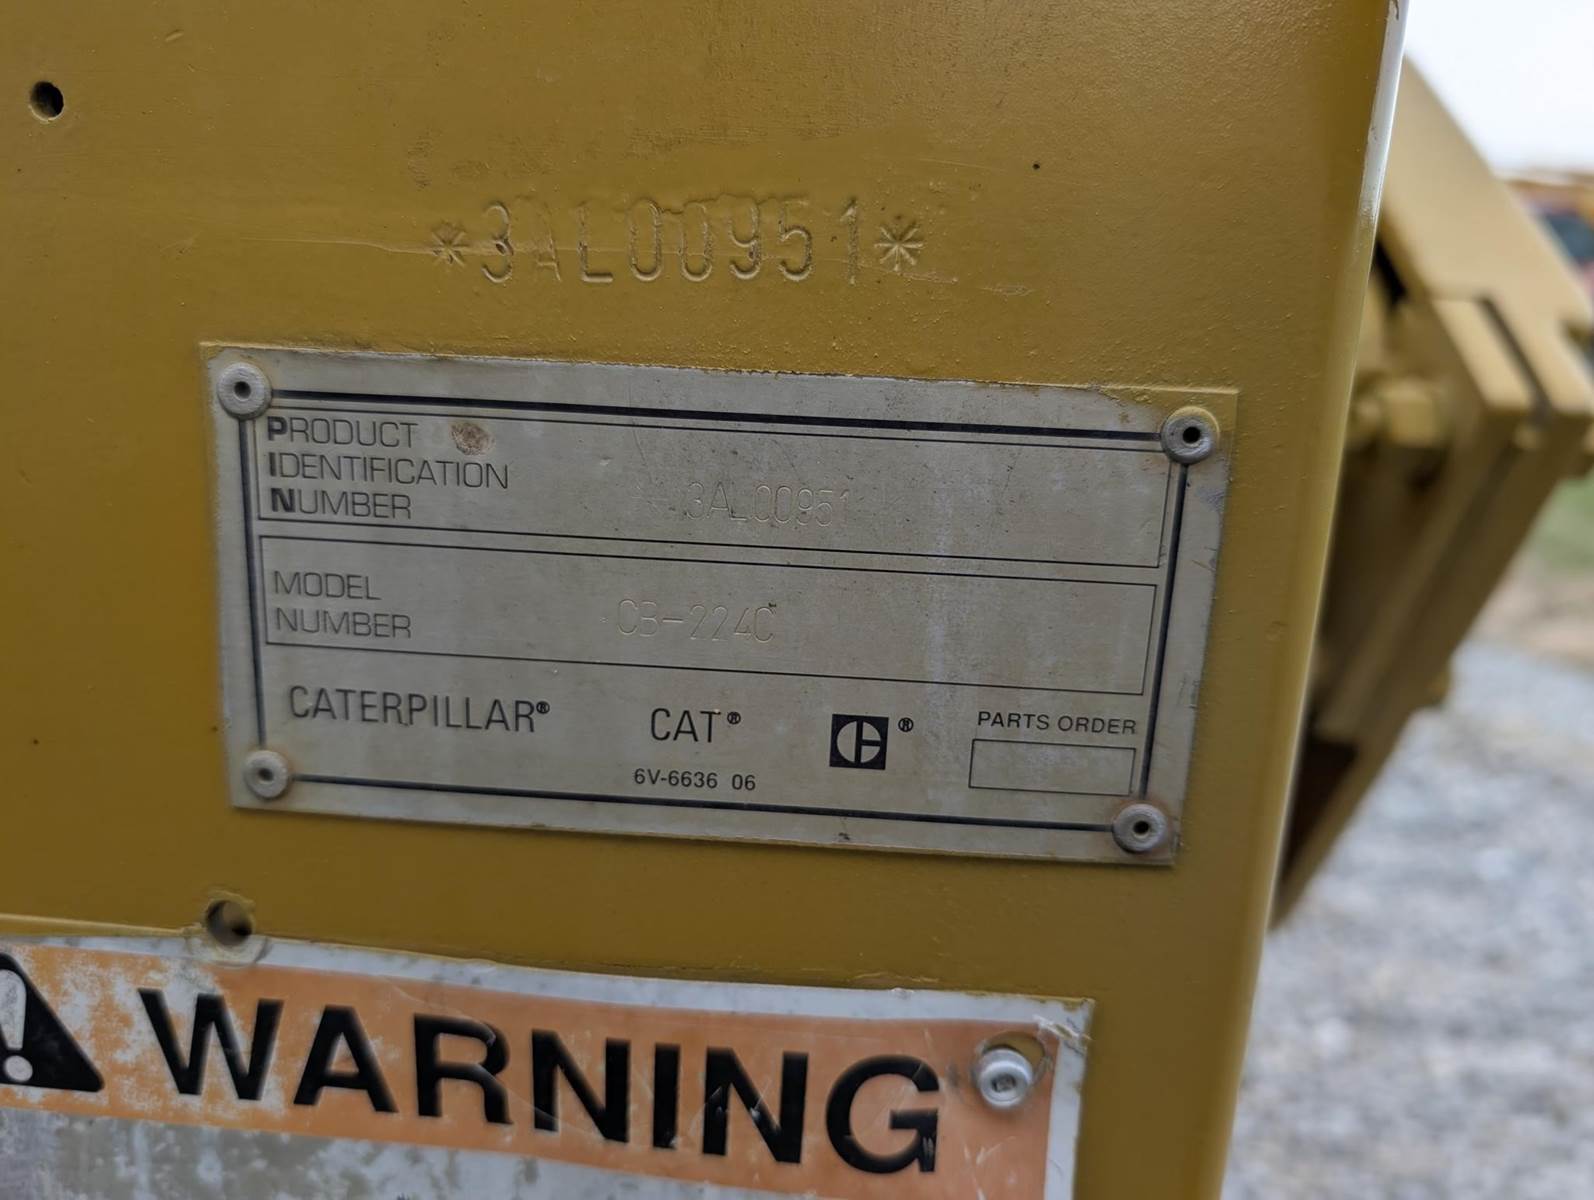 *3AL00951*
PRODUCT
IDENTIFICATION
NUMBER
*3AL00951*
MODEL
NUMBER
CB-224C
CATERPILLAR® CAT® ® PARTS ORDER
6V-6636 06
WARNING